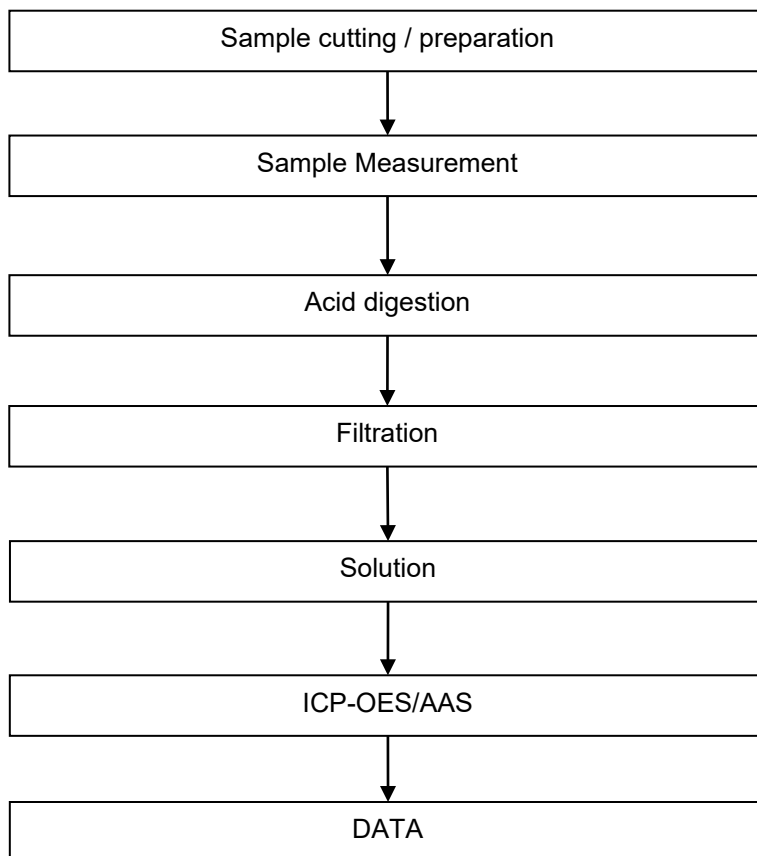 Sample cutting / preparation
Sample Measurement
Acid digestion
Filtration
Solution
ICP-OES/AAS
DATA